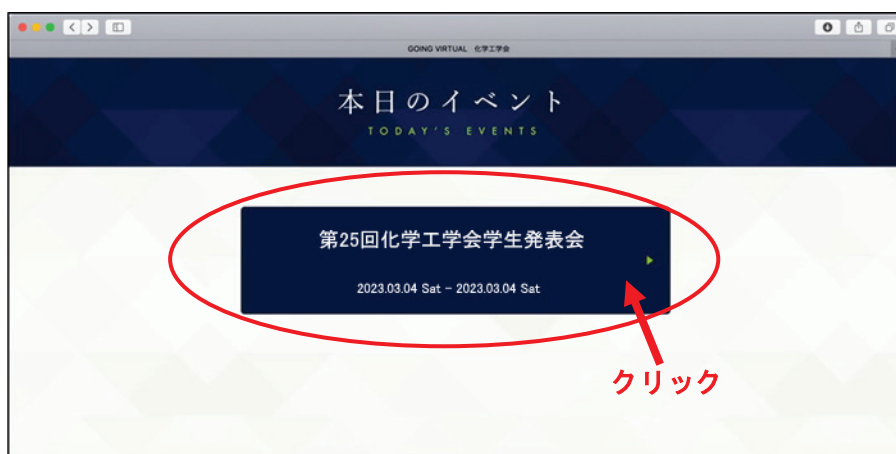 GOING VIRTUAL 化学工学会
本日のイベント
TODAY'S EVENTS
第25回化学工学会学生発表会
2023.03.04 Sat - 2023.03.04 Sat
クリック